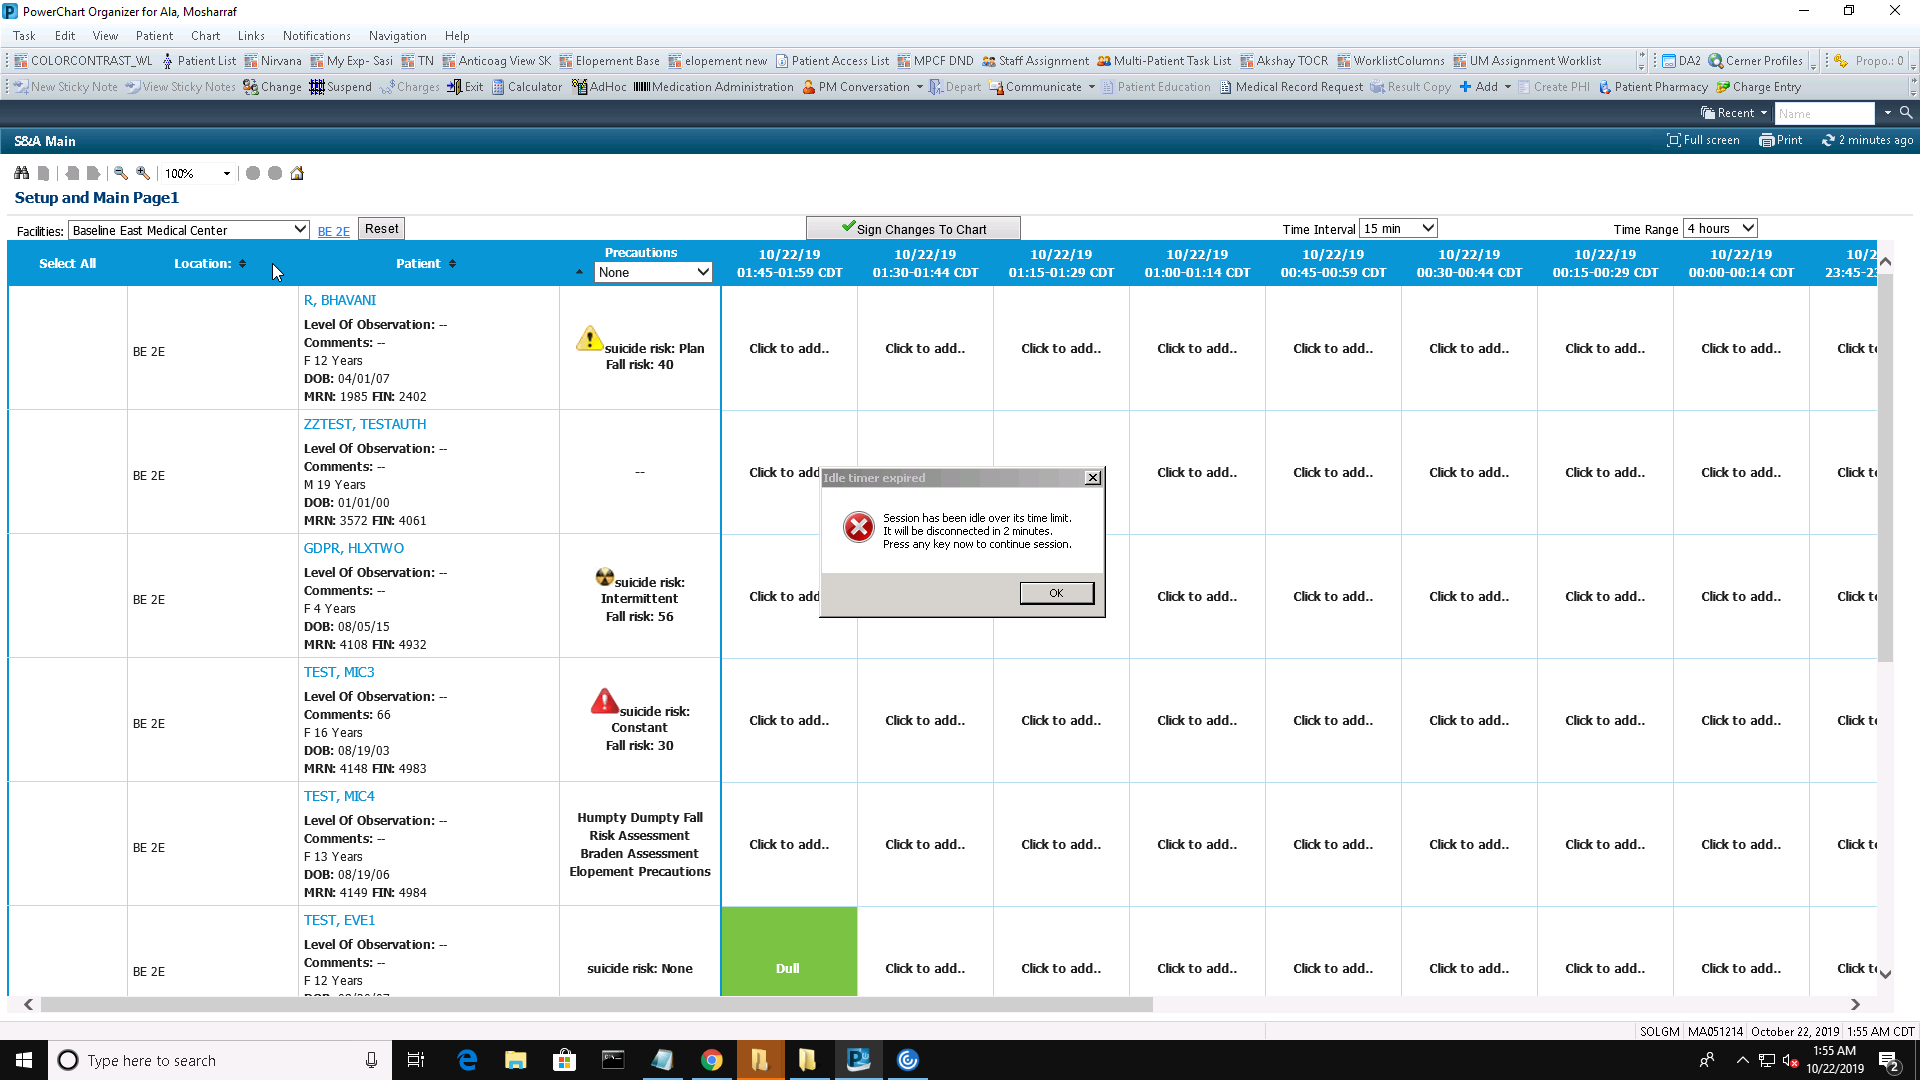 PowerChart Organizer for Ala, Mosharraf
Task Edit View Patient Chart Links Notifications Navigation Help
COLORCONTRAST_WL Patient List Nirvana My Exp- Sasi TN Anticoag View SK Elopement Base elopement new Patient Access List MPCF DND Staff Assignment Multi-Patient Task List Akshay TOCR WorklistColumns UM Assignment Worklist DA2 Cerner Profiles Propo.: 0
New Sticky Note View Sticky Notes Change Suspend Charges Exit Calculator AdHoc Medication Administration PM Conversation Depart Communicate Patient Education Medical Record Request Result Copy Add Create PHI Patient Pharmacy Charge Entry
Recent Name
S&A Main Full screen Print 2 minutes ago
100%
Setup and Main Page1
Facilities: Baseline East Medical Center BE 2E Reset Sign Changes To Chart Time Interval 15 min Time Range 4 hours
Select All Location: Patient Precautions None
10/22/19 10/22/19 10/22/19 10/22/19 10/22/19 10/22/19 10/22/19 10/22/19 10/2
01:45-01:59 CDT 01:30-01:44 CDT 01:15-01:29 CDT 01:00-01:14 CDT 00:45-00:59 CDT 00:30-00:44 CDT 00:15-00:29 CDT 00:00-00:14 CDT 23:45-2
BE 2E
R, BHAVANI
Level Of Observation: --
Comments: --
F 12 Years
DOB: 04/01/07
MRN: 1985 FIN: 2402
suicide risk: Plan
Fall risk: 40
Click to add.. Click to add.. Click to add.. Click to add.. Click to add.. Click to add.. Click to add.. Click to add.. Click t
BE 2E
ZZTEST, TESTAUTH
Level Of Observation: --
Comments: --
M 19 Years
DOB: 01/01/00
MRN: 3572 FIN: 4061
--
Click to add Click to add.. Click to add.. Click to add.. Click to add.. Click to add.. Click t
BE 2E
GDPR, HLXTWO
Level Of Observation: --
Comments: --
F 4 Years
DOB: 08/05/15
MRN: 4108 FIN: 4932
suicide risk:
Intermittent
Fall risk: 56
Click to add Click to add.. Click to add.. Click to add.. Click to add.. Click to add.. Click t
Idle timer expired
Session has been idle over its time limit.
It will be disconnected in 2 minutes.
Press any key now to continue session.
OK
BE 2E
TEST, MIC3
Level Of Observation: --
Comments: 66
F 16 Years
DOB: 08/19/03
MRN: 4148 FIN: 4983
suicide risk:
Constant
Fall risk: 30
Click to add.. Click to add.. Click to add.. Click to add.. Click to add.. Click to add.. Click to add.. Click to add.. Click t
BE 2E
TEST, MIC4
Level Of Observation: --
Comments: --
F 13 Years
DOB: 08/19/06
MRN: 4149 FIN: 4984
Humpty Dumpty Fall
Risk Assessment
Braden Assessment
Elopement Precautions
Click to add.. Click to add.. Click to add.. Click to add.. Click to add.. Click to add.. Click to add.. Click to add.. Click t
BE 2E
TEST, EVE1
Level Of Observation: --
Comments: --
F 12 Years
suicide risk: None
Dull Click to add.. Click to add.. Click to add.. Click to add.. Click to add.. Click to add.. Click to add.. Click t
SOLGM MA051214 October 22, 2019 1:55 AM CDT
Type here to search
1:55 AM
10/22/2019
2